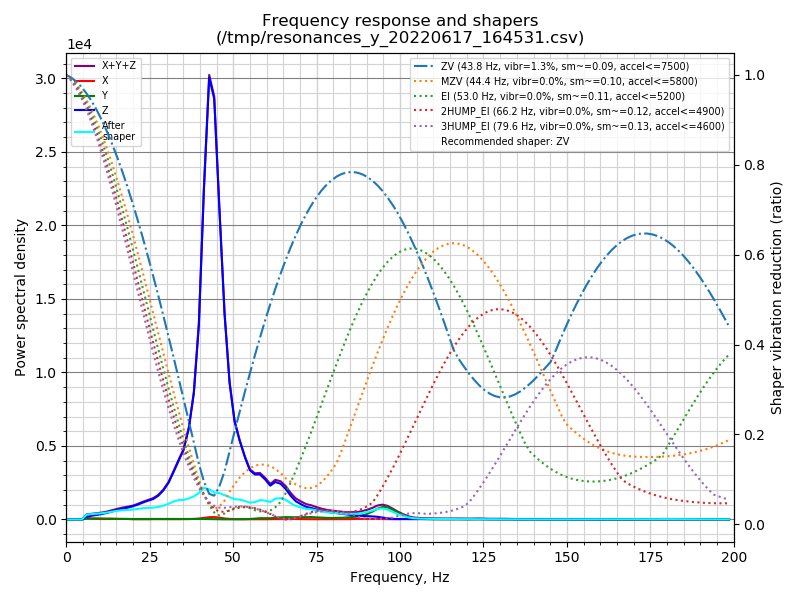 Frequency response and shapers
(/tmp/resonances_y_20220617_164531.csv)
1e4
X+Y+Z
X
Y
Z
After
shaper
ZV (43.8 Hz, vibr=1.3%, sm~=0.09, accel<=7500)
MZV (44.4 Hz, vibr=0.0%, sm~=0.10, accel<=5800)
EI (53.0 Hz, vibr=0.0%, sm~=0.11, accel<=5200)
2HUMP_EI (66.2 Hz, vibr=0.0%, sm~=0.12, accel<=4900)
3HUMP_EI (79.6 Hz, vibr=0.0%, sm~=0.13, accel<=4600)
Recommended shaper: ZV
Power spectral density
3.0
2.5
2.0
1.5
1.0
0.5
0.0
0 25 50 75 100 125 150 175 200
Frequency, Hz
1.0
0.8
0.6
0.4
0.2
0.0
Shaper vibration reduction (ratio)